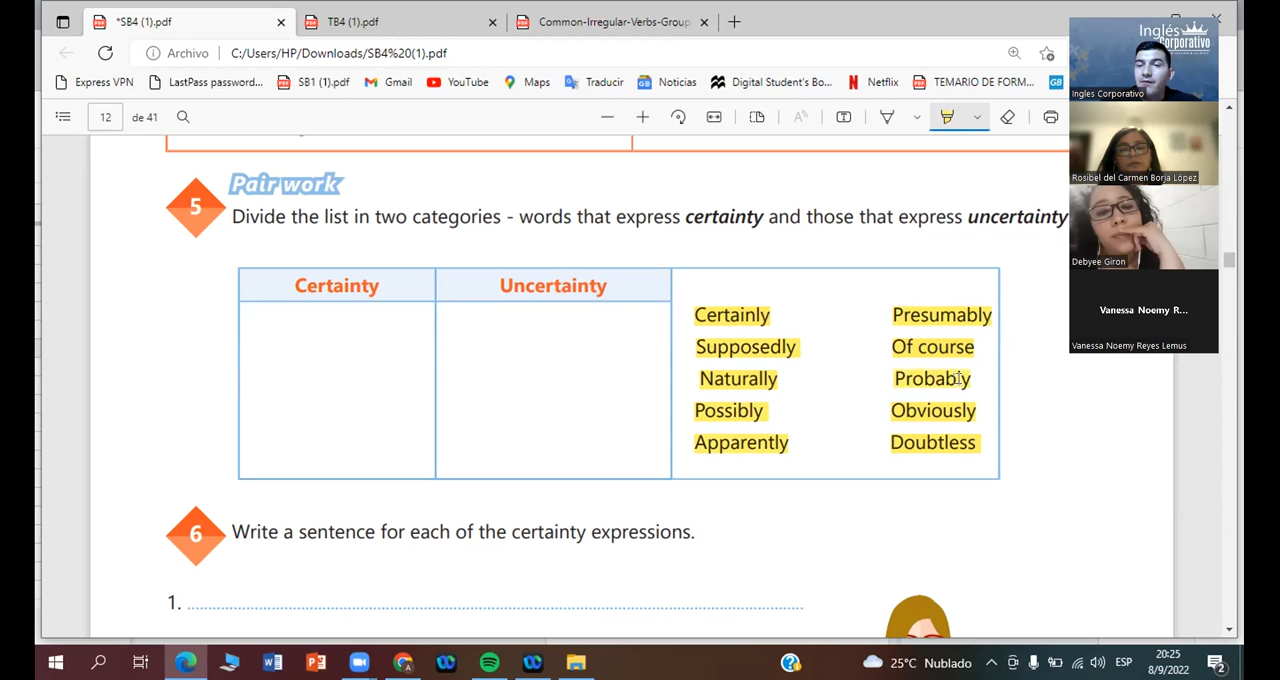 *SB4 (1).pdf
TB4 (1).pdf
Common-Irregular-Verbs-Group
Archivo
C:/Users/HP/Downloads/SB4%20(1).pdf
Express VPN
LastPass password...
SB1 (1).pdf
Gmail
YouTube
Maps
Traducir
Noticias
Digital Student's Bo...
Netflix
TEMARIO DE FORM...
GB
12 de 41
Inglés
Corporativo
Ingles Corporativo
Rosibel del Carmen Borja López
Debyee Giron
Vanessa Noemy R...
Vanessa Noemy Reyes Lemus
Pair work
5
Divide the list in two categories - words that express certainty and those that express uncertainty
Certainty Uncertainty
Certainly Presumably
Supposedly Of course
Naturally Probably
Possibly Obviously
Apparently Doubtless
6
Write a sentence for each of the certainty expressions.
1.
25°C Nublado
ESP
20:25
8/9/2022
2